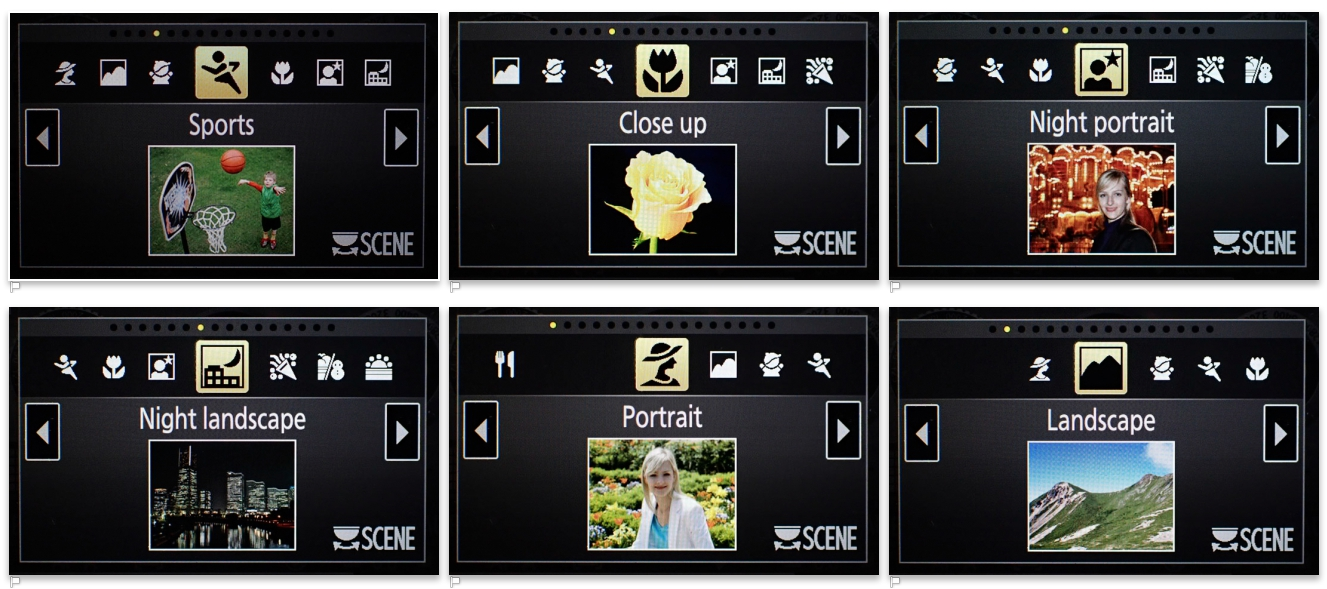 Sports
SCENE
Close up
SCENE
Night portrait
SCENE
Night landscape
SCENE
Portrait
SCENE
Landscape
SCENE